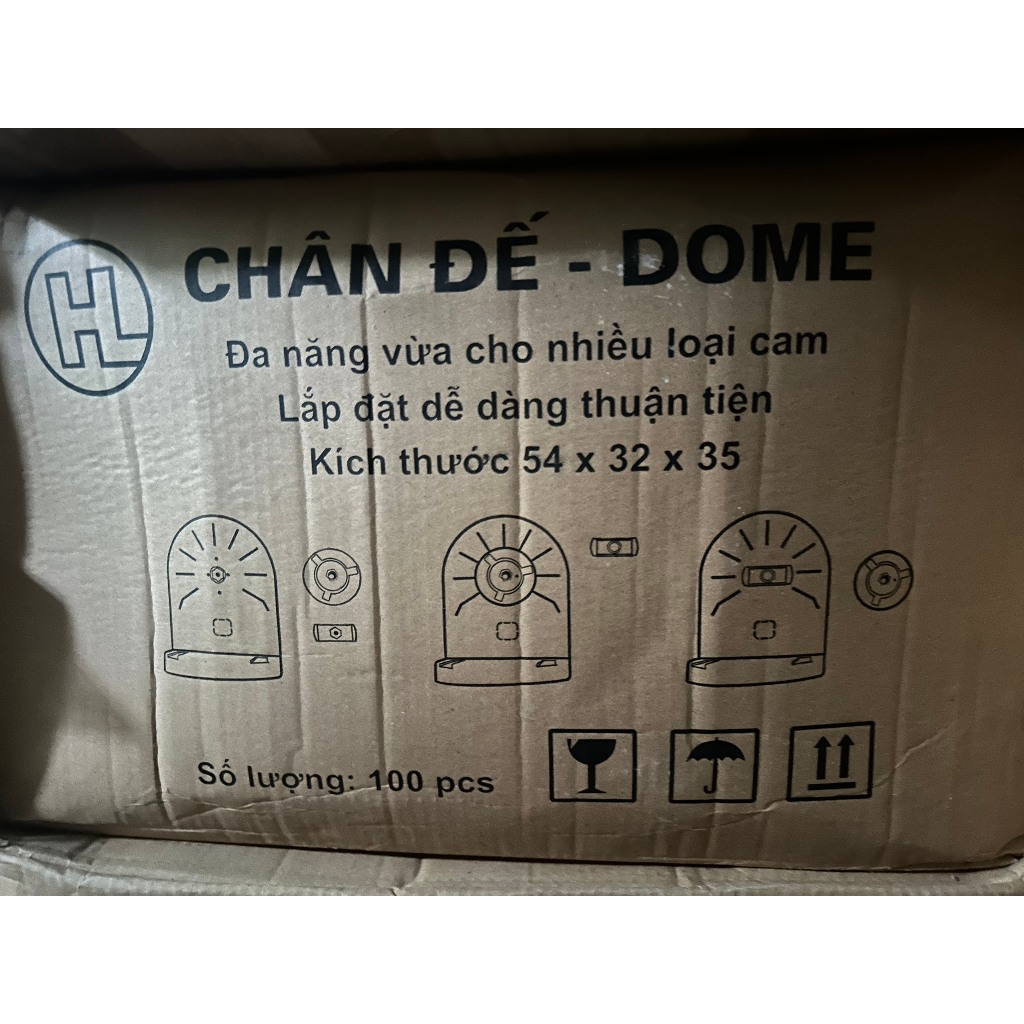 HL
CHÂN ĐẾ - DOME
Đa năng vừa cho nhiều loại cam
Lắp đặt dễ dàng thuận tiện
Kích thước 54 x 32 x 35
Số lượng: 100 pcs